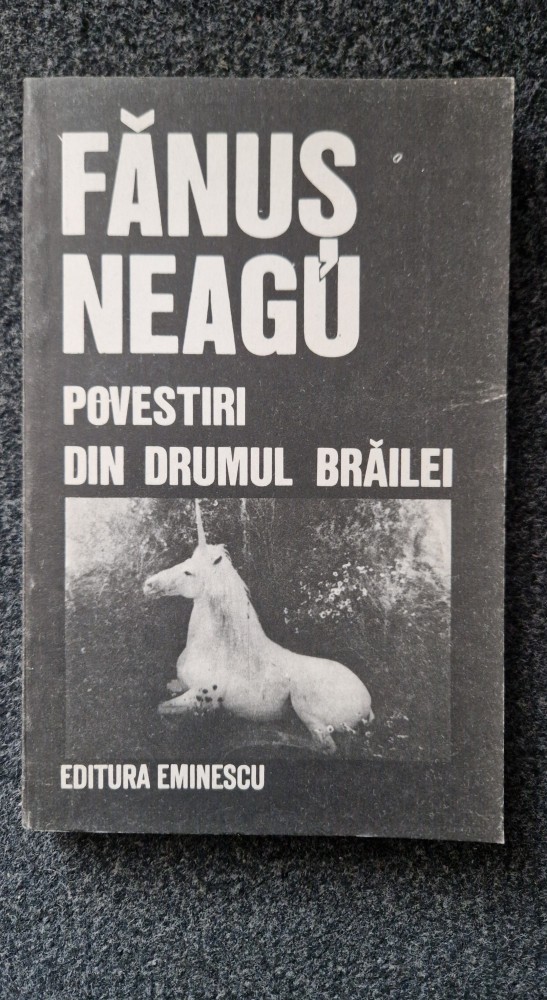 FĂNUȘ
NEAGU
POVESTIRI
DIN DRUMUL BRĂILEI
EDITURA EMINESCU